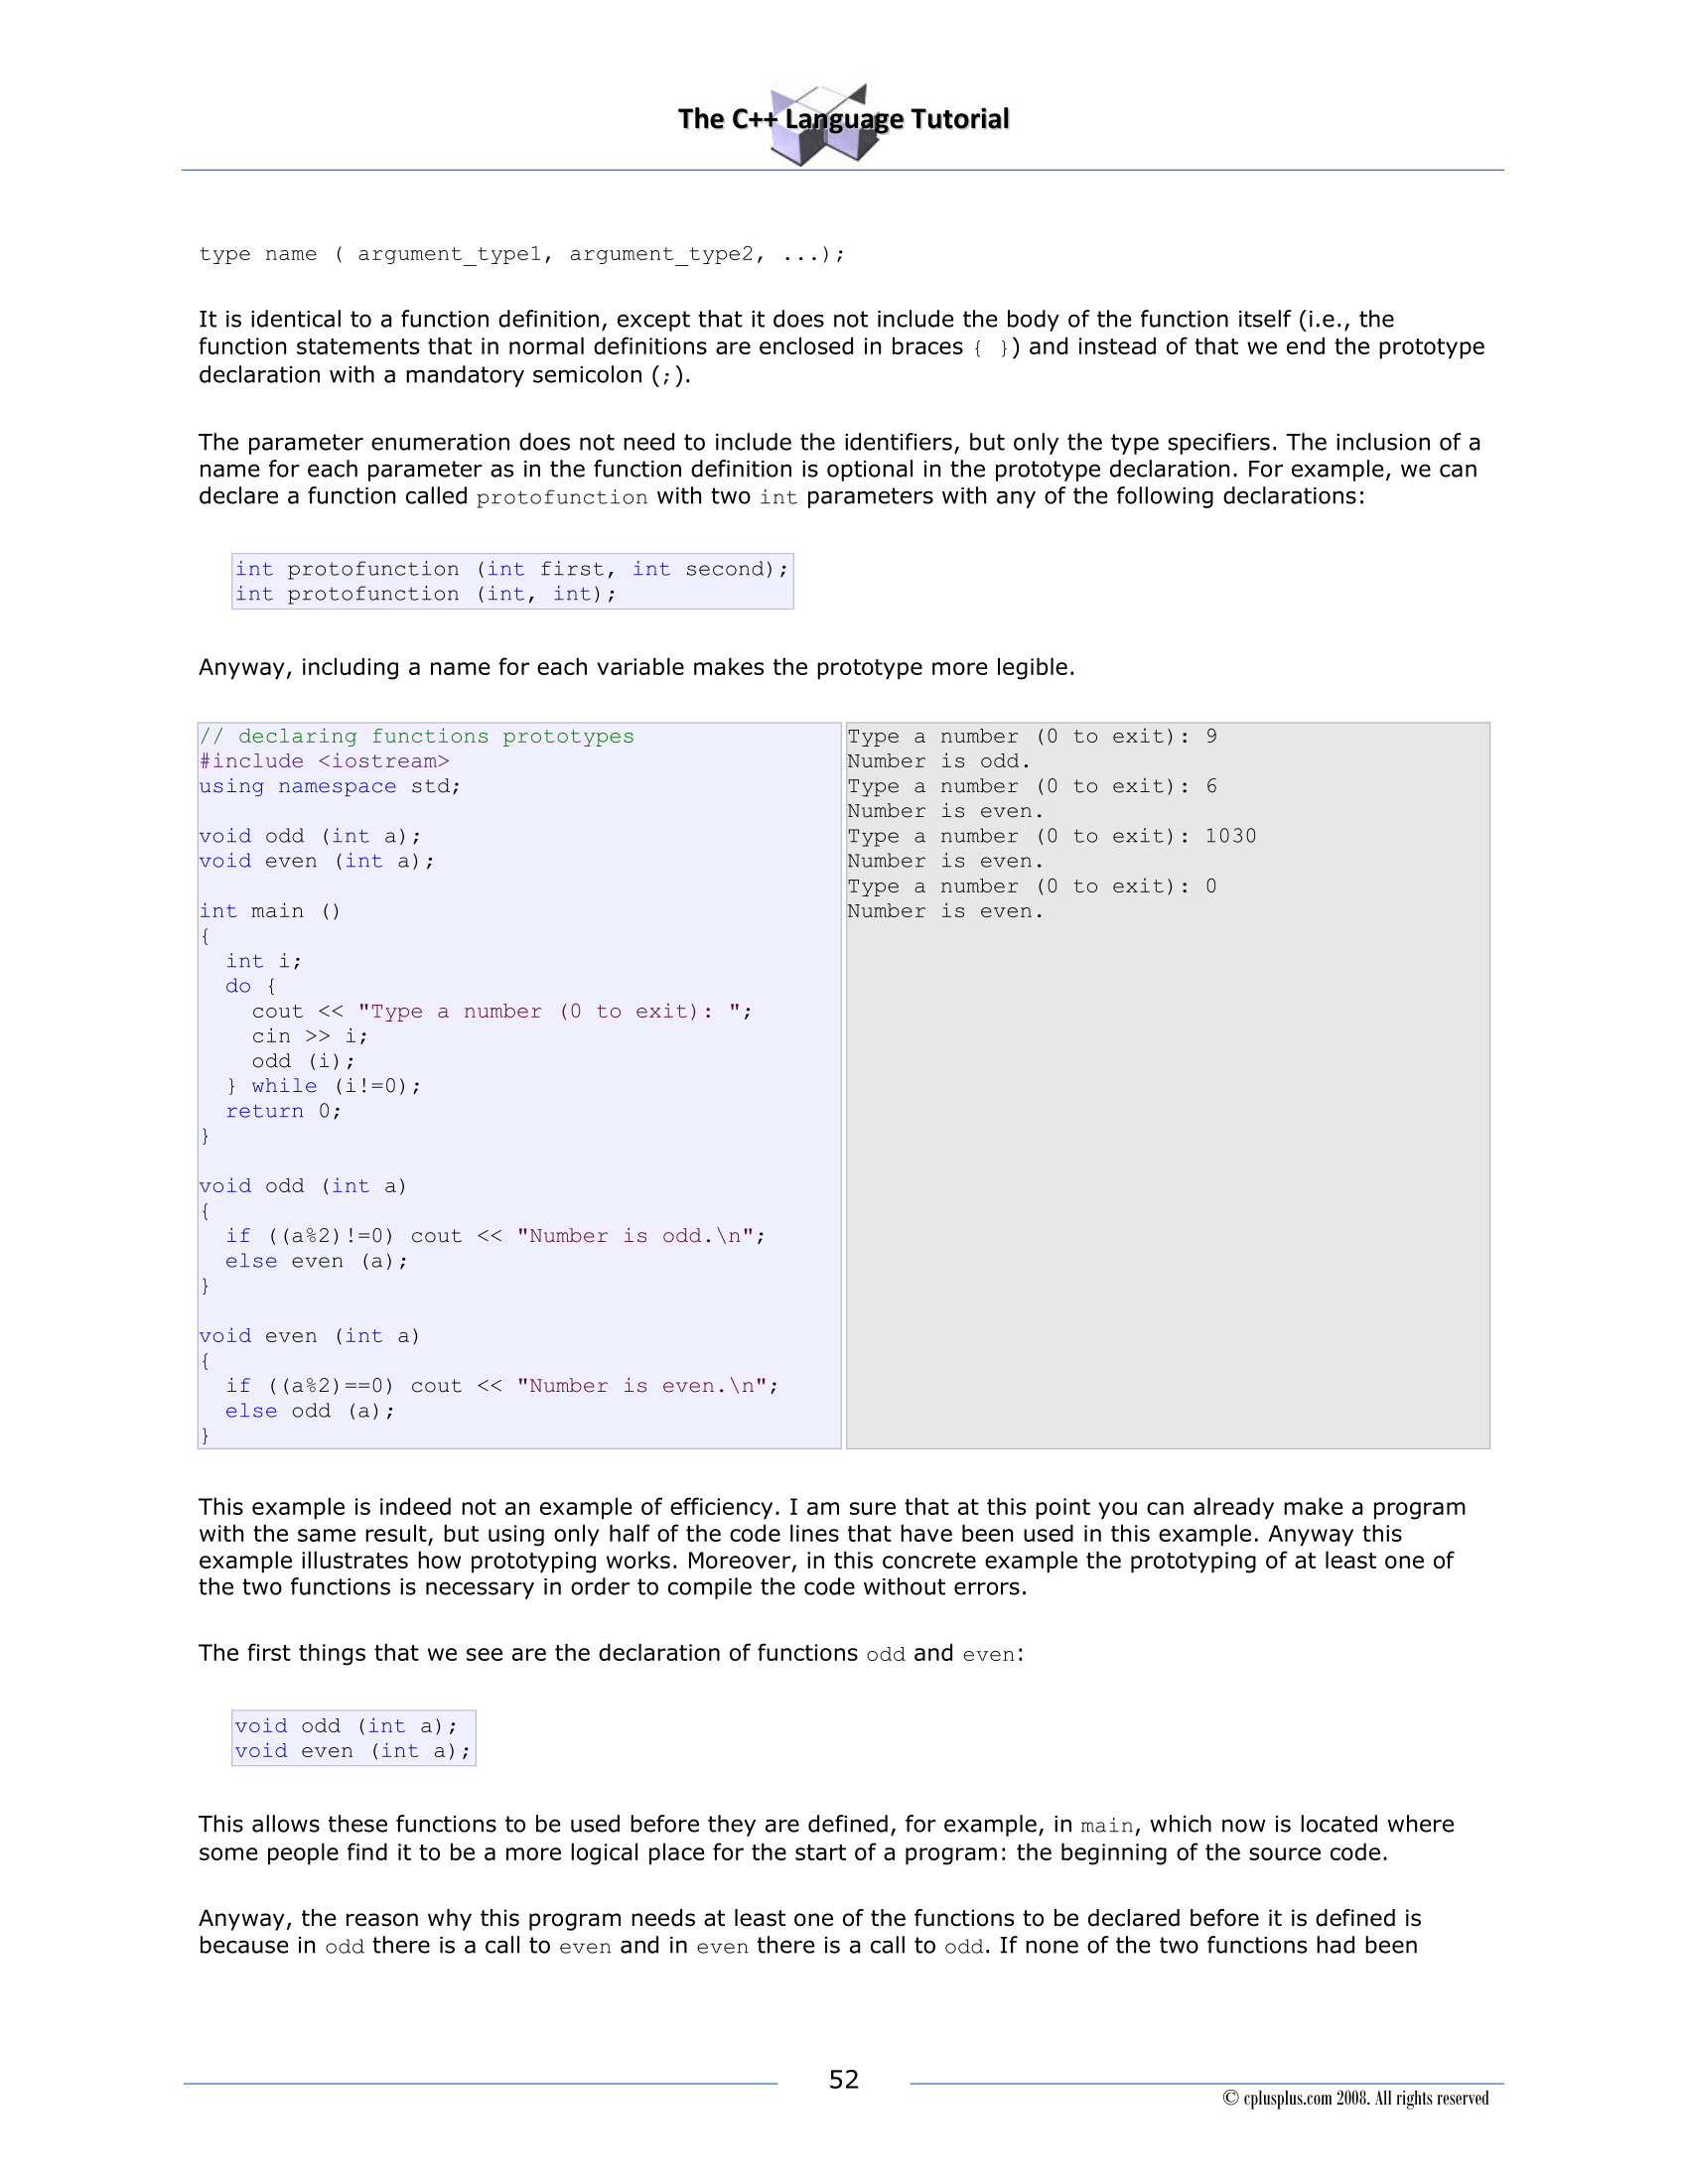 The C++ Language Tutorial
type name ( argument_type1, argument_type2, ...);
It is identical to a function definition, except that it does not include the body of the function itself (i.e., the
function statements that in normal definitions are enclosed in braces { }) and instead of that we end the prototype
declaration with a mandatory semicolon (;).
The parameter enumeration does not need to include the identifiers, but only the type specifiers. The inclusion of a
name for each parameter as in the function definition is optional in the prototype declaration. For example, we can
declare a function called protofunction with two int parameters with any of the following declarations:
int protofunction (int first, int second);
int protofunction (int, int);
Anyway, including a name for each variable makes the prototype more legible.
// declaring functions prototypes
#include <iostream>
using namespace std;
void odd (int a);
void even (int a);
int main ()
{
  int i;
  do {
    cout << "Type a number (0 to exit): ";
    cin >> i;
    odd (i);
  } while (i!=0);
  return 0;
}
void odd (int a)
{
  if ((a%2)!=0) cout << "Number is odd.\n";
  else even (a);
}
void even (int a)
{
  if ((a%2)==0) cout << "Number is even.\n";
  else odd (a);
}
Type a number (0 to exit): 9
Number is odd.
Type a number (0 to exit): 6
Number is even.
Type a number (0 to exit): 1030
Number is even.
Type a number (0 to exit): 0
Number is even.
This example is indeed not an example of efficiency. I am sure that at this point you can already make a program
with the same result, but using only half of the code lines that have been used in this example. Anyway this
example illustrates how prototyping works. Moreover, in this concrete example the prototyping of at least one of
the two functions is necessary in order to compile the code without errors.
The first things that we see are the declaration of functions odd and even:
void odd (int a);
void even (int a);
This allows these functions to be used before they are defined, for example, in main, which now is located where
some people find it to be a more logical place for the start of a program: the beginning of the source code.
Anyway, the reason why this program needs at least one of the functions to be declared before it is defined is
because in odd there is a call to even and in even there is a call to odd. If none of the two functions had been
52
© cplusplus.com 2008. All rights reserved